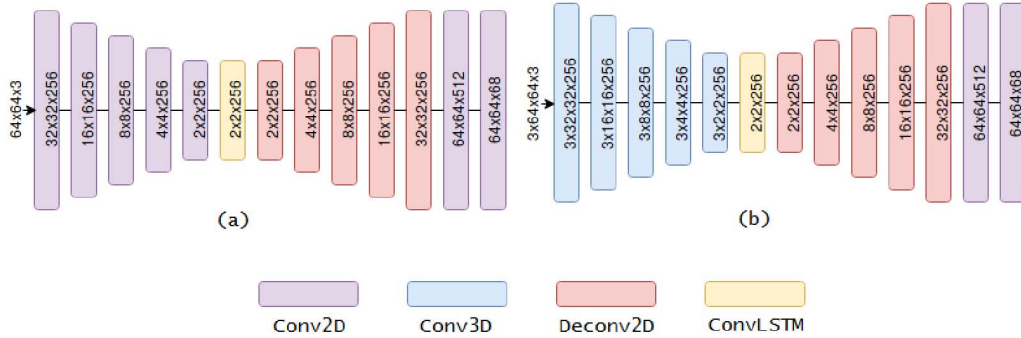 64x64x3
32x32x256
16x16x256
8x8x256
4x4x256
2x2x256
2x2x256
2x2x256
4x4x256
8x8x256
16x16x256
32x32x256
64x64x512
64x64x68
(a)
3x64x64x3
3x32x32x256
3x16x16x256
3x8x8x256
3x4x4x256
3x2x2x256
2x2x256
2x2x256
4x4x256
8x8x256
16x16x256
32x32x256
64x64x512
64x64x68
(b)
Conv2D
Conv3D
Deconv2D
ConvLSTM